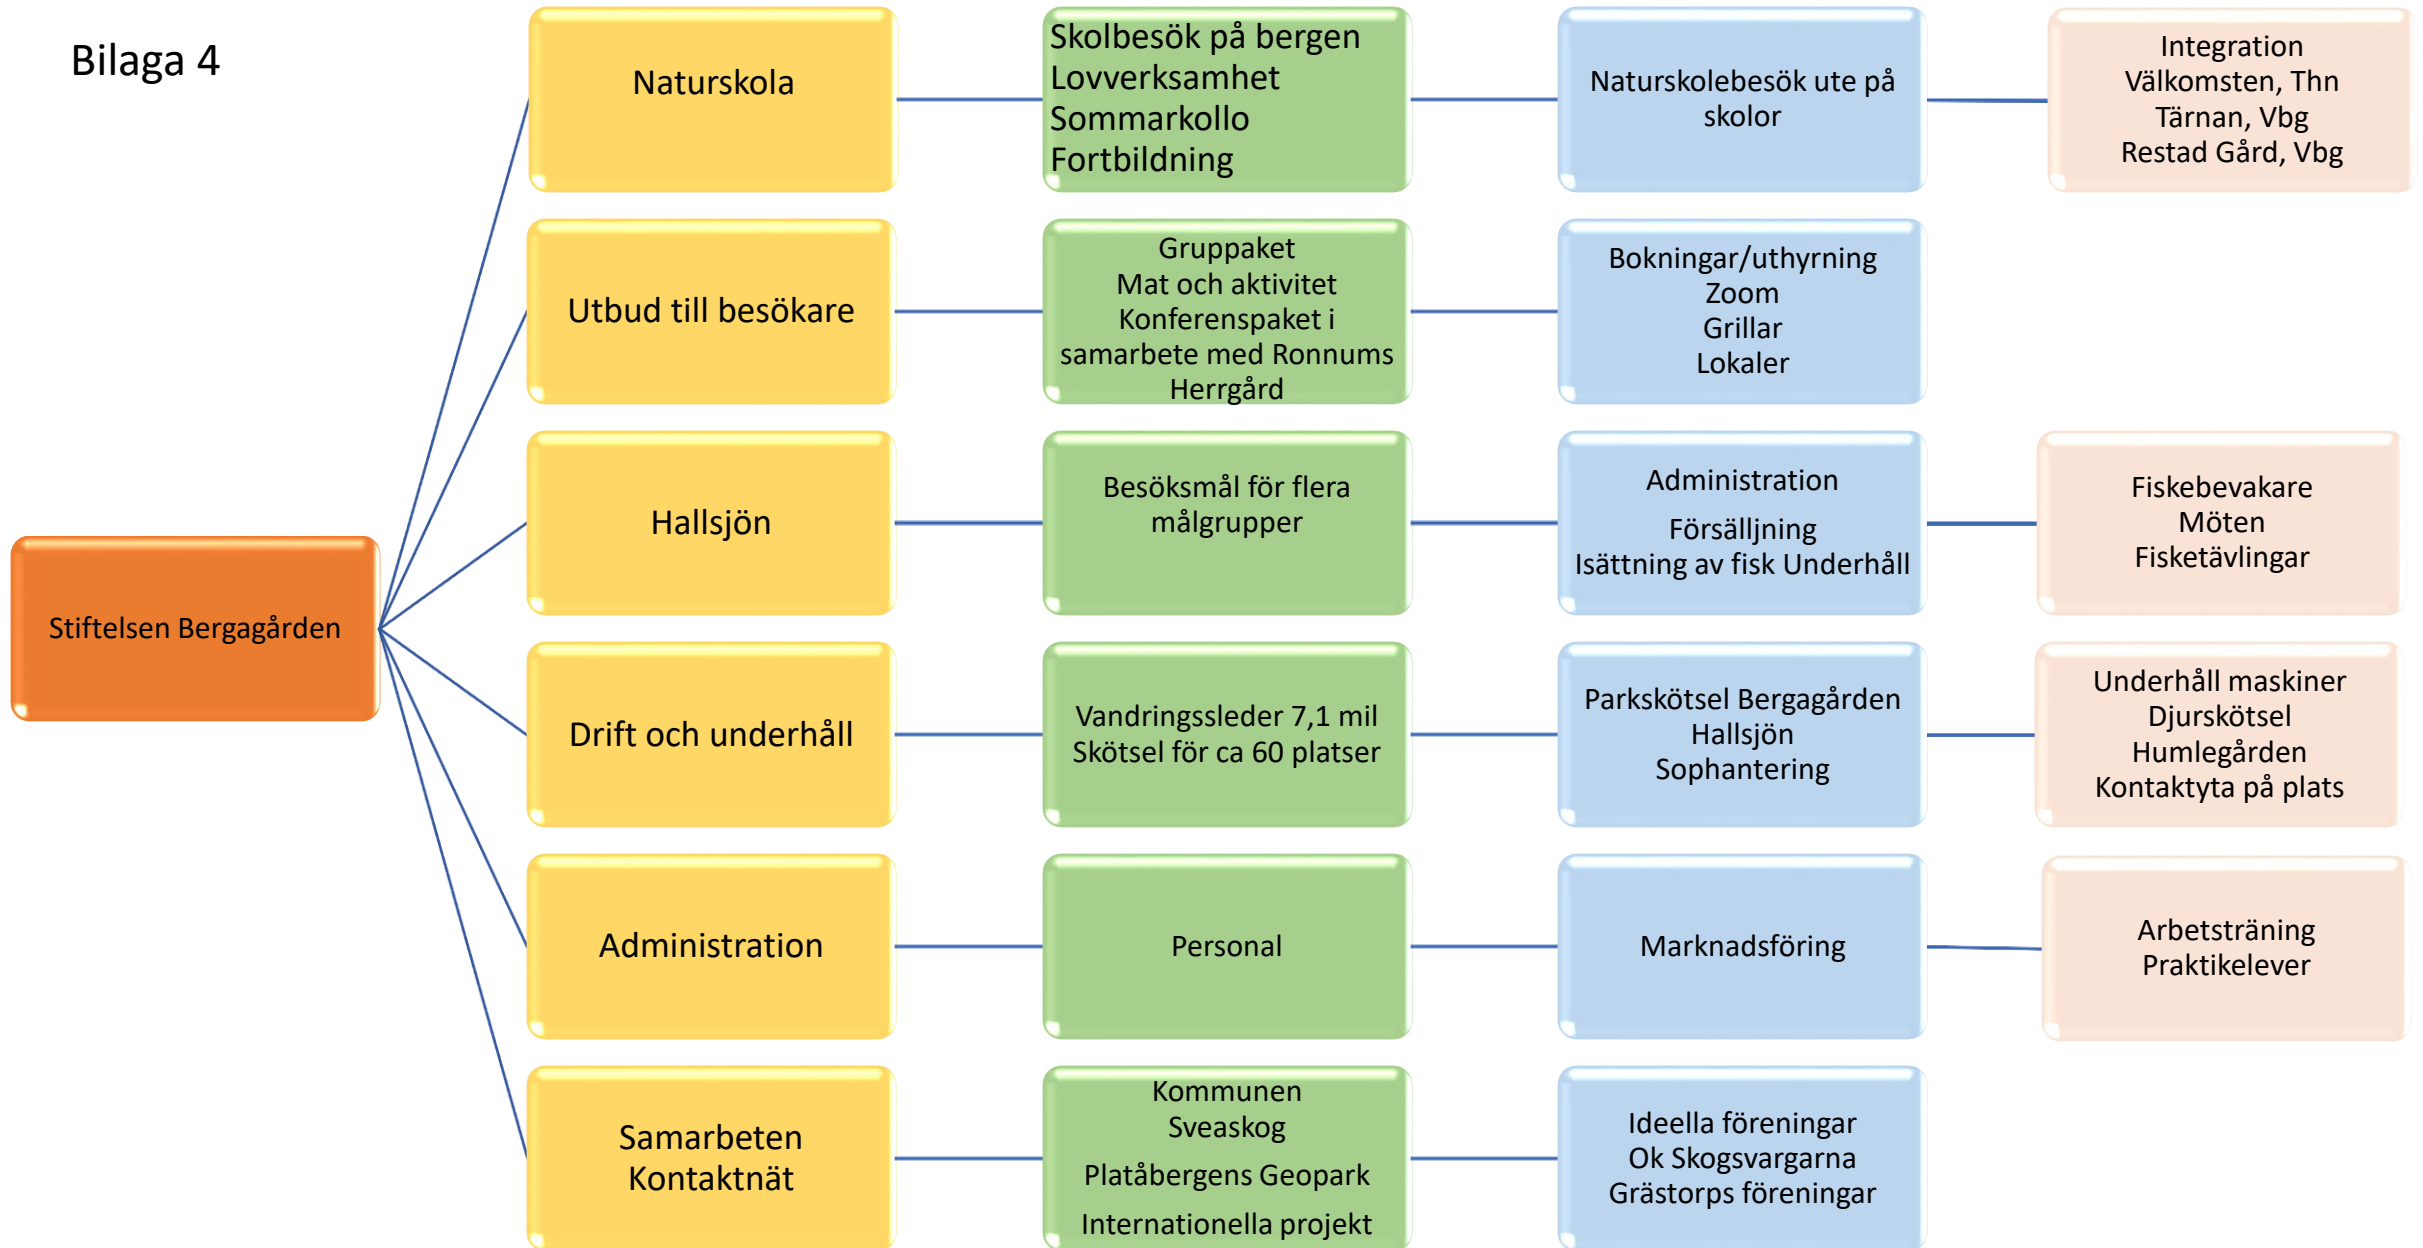 Bilaga 4
Stiftelsen Bergagården
Naturskola
Skolbesök på bergen
Lovverksamhet
Sommarkollo
Fortbildning
Naturskolebesök ute på
skolor
Integration
Välkomsten, Thn
Tärnan, Vbg
Restad Gård, Vbg
Utbud till besökare
Gruppaket
Mat och aktivitet
Konferenspaket i
samarbete med Ronnums
Herrgård
Bokningar/uthyrning
Zoom
Grillar
Lokaler
Hallsjön
Besöksmål för flera
målgrupper
Administration
Försälljning
Isättning av fisk Underhåll
Fiskebevakare
Möten
Fisketävlingar
Drift och underhåll
Vandringssleder 7,1 mil
Skötsel för ca 60 platser
Parkskötsel Bergagården
Hallsjön
Sophantering
Underhåll maskiner
Djurskötsel
Humlegården
Kontaktyta på plats
Administration
Personal
Marknadsföring
Arbetsträning
Praktikelever
Samarbeten
Kontaktnät
Kommunen
Sveaskog
Platåbergens Geopark
Internationella projekt
Ideella föreningar
Ok Skogsvargarna
Grästorps föreningar